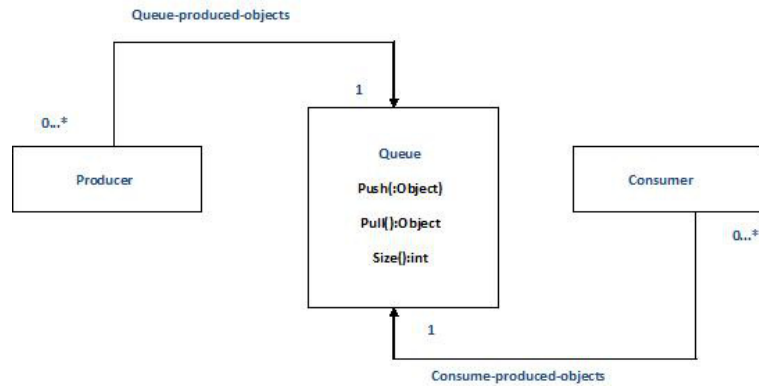 Queue-produced-objects
1
0...*
Producer
Queue
Push(:Object)
Pull():Object
Size():int
Consumer
0...*
1
Consume-produced-objects